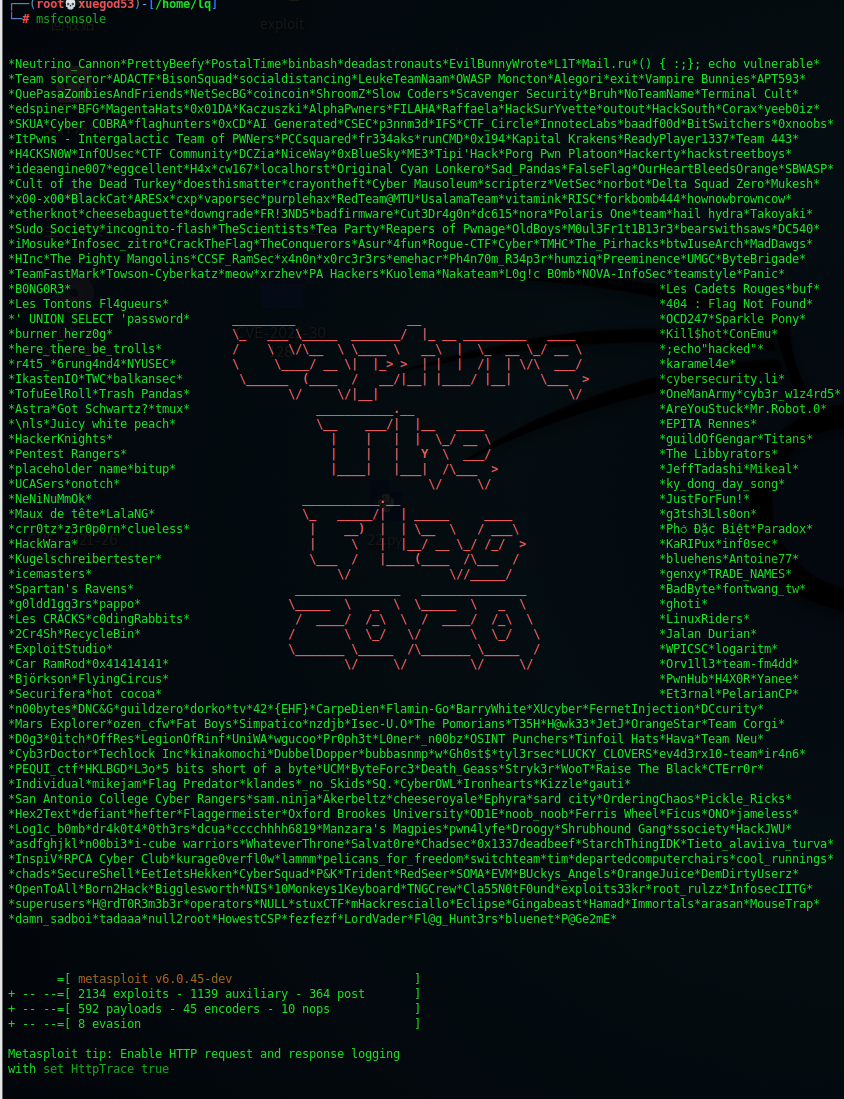 ┌──(root💀xuegod53)-[/home/lq]
└─# msfconsole
*Neutrino_Cannon*PrettyBeefy*PostalTime*binbash*deadastronauts*EvilBunnyWrote*L1T*Mail.ru*() { :;}; echo vulnerable*
*Team sorceror*ADACTF*BisonSquad*socialdistancing*LeukeTeamNaam*OWASP Moncton*Alegori*exit*Vampire Bunnies*APT593*
*QuePasaZombiesAndFriends*NetSecBG*coincoin*ShroomZ*Slow Coders*Scavenger Security*Bruh*NoTeamName*Terminal Cult*
*edspiner*BFG*MagentaHats*0x01DA*Kaczuszki*AlphaPwners*FILAHA*Raffaela*HackSurYvette*outout*HackSouth*Corax*yeeb0iz*
*SKUA*Cyber COBRA*flaghunters*0xCD*AI Generated*CSEC*p3nnm3d*IFS*CTF_Circle*InnotecLabs*baadf00d*BitSwitchers*0xnoobs*
*ItPwns - Intergalactic Team of PWNers*PCCsquared*fr334aks*runCMD*0x194*Kapital Krakens*ReadyPlayer1337*Team 443*
*H4CKSN0W*InfOUsec*CTF Community*DCZia*NiceWay*0xBlueSky*ME3*Tipi'Hack*Porg Pwn Platoon*Hackerty*hackstreetboys*
*ideaengine007*eggcellent*H4x*cw167*localhorst*Original Cyan Lonkero*Sad_Pandas*FalseFlag*OurHeartBleedsOrange*SBWASP*
*Cult of the Dead Turkey*doesthismatter*crayontheft*Cyber Mausoleum*scripterz*VetSec*norbot*Delta Squad Zero*Mukesh*
*x00-x00*BlackCat*ARESx*cxp*vaporsec*purplehax*RedTeam@MTU*UsalamaTeam*vitamink*RISC*forkbomb444*hownowbrowncow*
*etherknot*cheesebaguette*downgrade*FR!3ND5*badfirmware*Cut3Dr4g0n*dc615*nora*Polaris One*team*hail hydra*Takoyaki*
*Sudo Society*incognito-flash*TheScientists*Tea Party*Reapers of Pwnage*OldBoys*M0ul3Fr1t1B13r3*bearswithsaws*DC540*
*iMosuke*Infosec_zitro*CrackTheFlag*TheConquerors*Asur*4fun*Rogue-CTF*Cyber*TMHC*The_Pirhacks*btwIuseArch*MadDawgs*
*HInc*The Pighty Mangolins*CCSF_RamSec*x4n0n*x0rc3r3rs*emehacr*Ph4n70m_R34p3r*humziq*Preeminence*UMGC*ByteBrigade*
*TeamFastMark*Towson-Cyberkatz*meow*xrzhev*PA Hackers*Kuolema*Nakateam*L0g!c B0mb*NOVA-InfoSec*teamstyle*Panic*
*B0NG0R3* *Les Cadets Rouges*buf*
*Les Tontons Fl4gueurs* *404 : Flag Not Found*
*' UNION SELECT 'password* *OCD247*Sparkle Pony*
*burner_herz0g* *Kill$hot*ConEmu*
*here_there_be_trolls* *;echo"hacked"*
*r4t5_*6rung4nd4*NYUSEC* *karamel4e*
*IkastenIO*TWC*balkansec* *cybersecurity.li*
*TofuEelRoll*Trash Pandas* *OneManArmy*cyb3r_w1z4rd5*
*Astra*Got Schwartz?*tmux* *AreYouStuck*Mr.Robot.0*
*\nls*Juicy white peach* *EPITA Rennes*
*HackerKnights* *guildOfGengar*Titans*
*Pentest Rangers* *The Libbyrators*
*placeholder name*bitup* *JeffTadashi*Mikeal*
*UCASers*onotch* *ky_dong_day_song*
*NeNiNuMmOk* *JustForFun!*
*Maux de tête*LalaNG* *g3tsh3Lls0on*
*crr0tz*z3r0p0rn*clueless* *Phở Đặc Biệt*Paradox*
*HackWara* *KaRIPux*inf0sec*
*Kugelschreibertester* *bluehens*Antoine77*
*icemasters* *genxy*TRADE_NAMES*
*Spartan's Ravens* *BadByte*fontwang_tw*
*g0ldd1gg3rs*pappo* *ghoti*
*Les CRACKS*c0dingRabbits* *LinuxRiders*
*2Cr4Sh*RecycleBin* *Jalan Durian*
*ExploitStudio* *WPICSC*logaritm*
*Car RamRod*0x41414141* *Orv1ll3*team-fm4dd*
*Björkson*FlyingCircus* *PwnHub*H4X0R*Yanee*
*Securifera*hot cocoa* *Et3rnal*PelarianCP*
Capture
The
Flag
2020
*n00bytes*DNC&G*guildzero*dorko*tv*42*{EHF}*CarpeDien*Flamin-Go*BarryWhite*XUcyber*FernetInjection*DCcurity*
*Mars Explorer*ozen_cfw*Fat Boys*Simpatico*nzdjb*Isec-U.O*The Pomorians*T35H*H@wk33*JetJ*OrangeStar*Team Corgi*
*D0g3*0itch*OffRes*LegionOfRinf*UniWA*wgucoo*Pr0ph3t*L0ner*_n00bz*OSINT Punchers*Tinfoil Hats*Hava*Team Neu*
*Cyb3rDoctor*Techlock Inc*kinakomochi*DubbelDopper*bubbasnmp*w*Gh0st$*tyl3rsec*LUCKY_CLOVERS*ev4d3rx10-team*ir4n6*
*PEQUI_ctf*HKLBGD*L3o*5 bits short of a byte*UCM*ByteForc3*Death_Geass*Stryk3r*WooT*Raise The Black*CTErr0r*
*Individual*mikejam*Flag Predator*klandes*_no_Skids*SQ.*CyberOWL*Ironhearts*Kizzle*gauti*
*San Antonio College Cyber Rangers*sam.ninja*Akerbeltz*cheeseroyale*Ephyra*sard city*OrderingChaos*Pickle_Ricks*
*Hex2Text*defiant*hefter*Flaggermeister*Oxford Brookes University*OD1E*noob_noob*Ferris Wheel*Ficus*ONO*jameless*
*Log1c_b0mb*dr4k0t4*0th3rs*dcua*cccchhhh6819*Manzara's Magpies*pwn4lyfe*Droogy*Shrubhound Gang*ssociety*HackJWU*
*asdfghjkl*n00bi3*i-cube warriors*WhateverThrone*Salvat0re*Chadsec*0x1337deadbeef*StarchThingIDK*Tieto_alaviiva_turva*
*InspiV*RPCA Cyber Club*kurage0verfl0w*lammm*pelicans_for_freedom*switchteam*tim*departedcomputerchairs*cool_runnings*
*chads*SecureShell*EetIetsHekken*CyberSquad*P&K*Trident*RedSeer*SOMA*EVM*BUckys_Angels*OrangeJuice*DemDirtyUserz*
*OpenToAll*Born2Hack*Bigglesworth*NIS*10Monkeys1Keyboard*TNGCrew*Cla55N0tF0und*exploits33kr*root_rulzz*InfosecIITG*
*superusers*H@rdT0R3m3b3r*operators*NULL*stuxCTF*mHackresciallo*Eclipse*Gingabeast*Hamad*Immortals*arasan*MouseTrap*
*damn_sadboi*tadaaa*null2root*HowestCSP*fezfezf*LordVader*Fl@g_Hunt3rs*bluenet*P@Ge2mE*
=[ metasploit v6.0.45-dev ]
+ -- --=[ 2134 exploits - 1139 auxiliary - 364 post ]
+ -- --=[ 592 payloads - 45 encoders - 10 nops ]
+ -- --=[ 8 evasion ]
Metasploit tip: Enable HTTP request and response logging
with set HttpTrace true